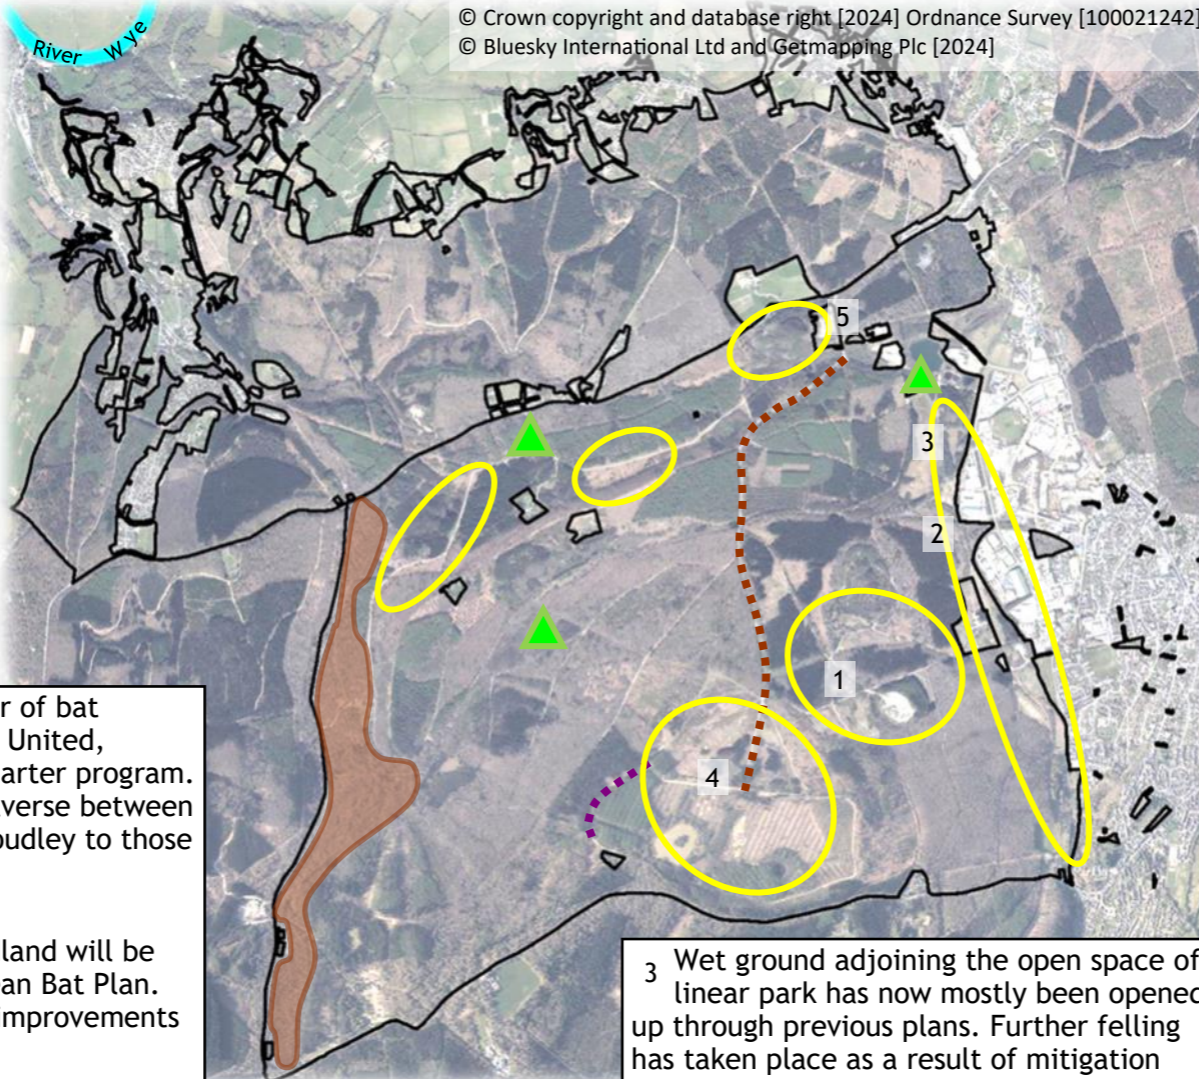 © Crown copyright and database right [2024] Ordnance Survey [100021242]
© Bluesky International Ltd and Getmapping Plc [2024]
River Wye
5
3
2
1
4
r of bat
United,
arter program.
verse between
oudley to those
land will be
an Bat Plan.
improvements
3 Wet ground adjoining the open space of
linear park has now mostly been opened
up through previous plans. Further felling
has taken place as a result of mitigation